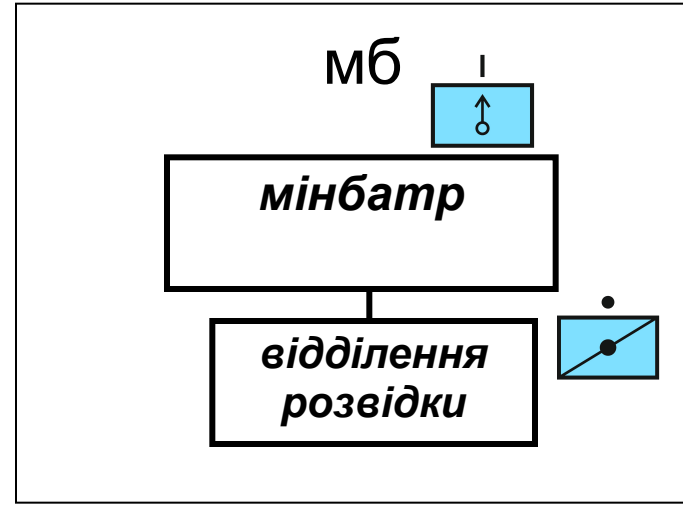 мб
мінбатр
відділення
розвідки